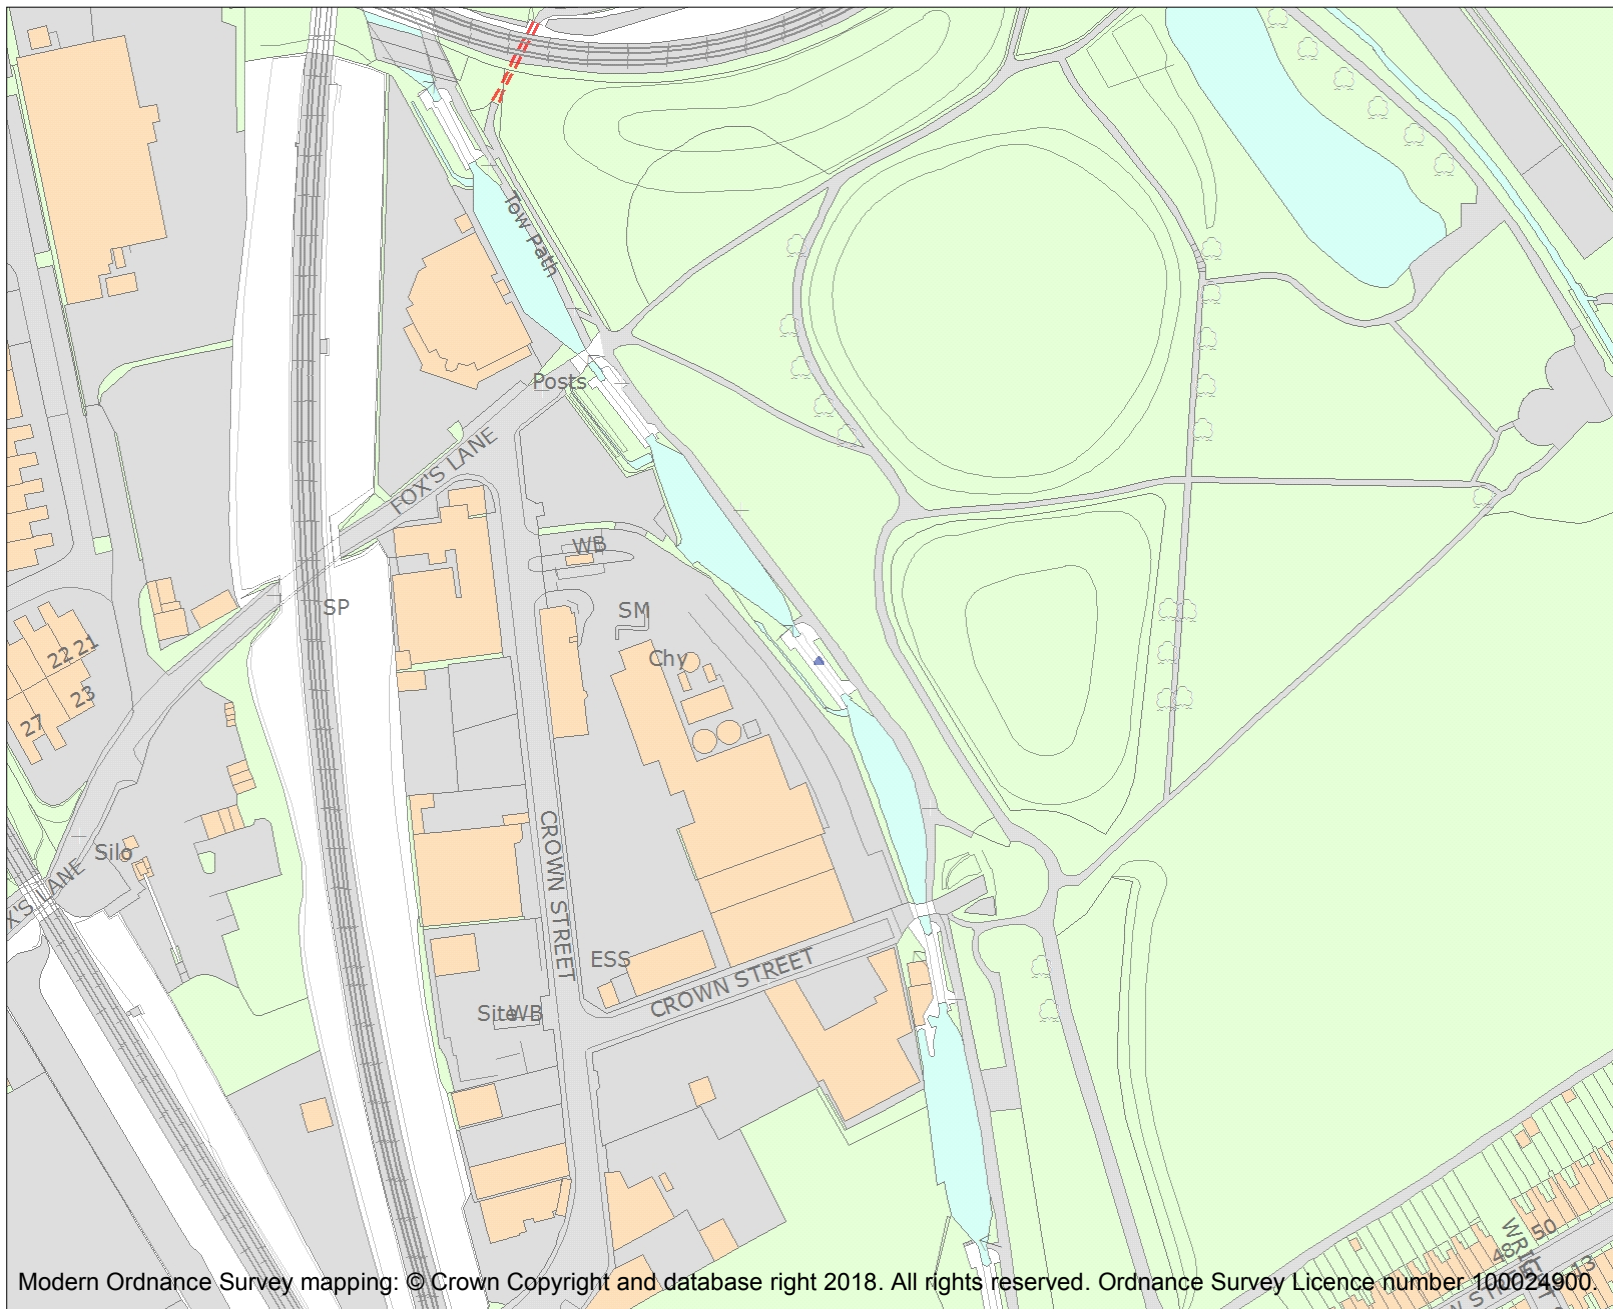 Tow Path
Posts
FOX'S LANE
WB
SP
SM
22
21
Chy
23
27
CROWN STREET
Silo
X'S LANE
ESS
CROWN STREET
Site
WB
50
48
13
Modern Ordnance Survey mapping: © Crown Copyright and database right 2018. All rights reserved. Ordnance Survey Licence number 100024900.